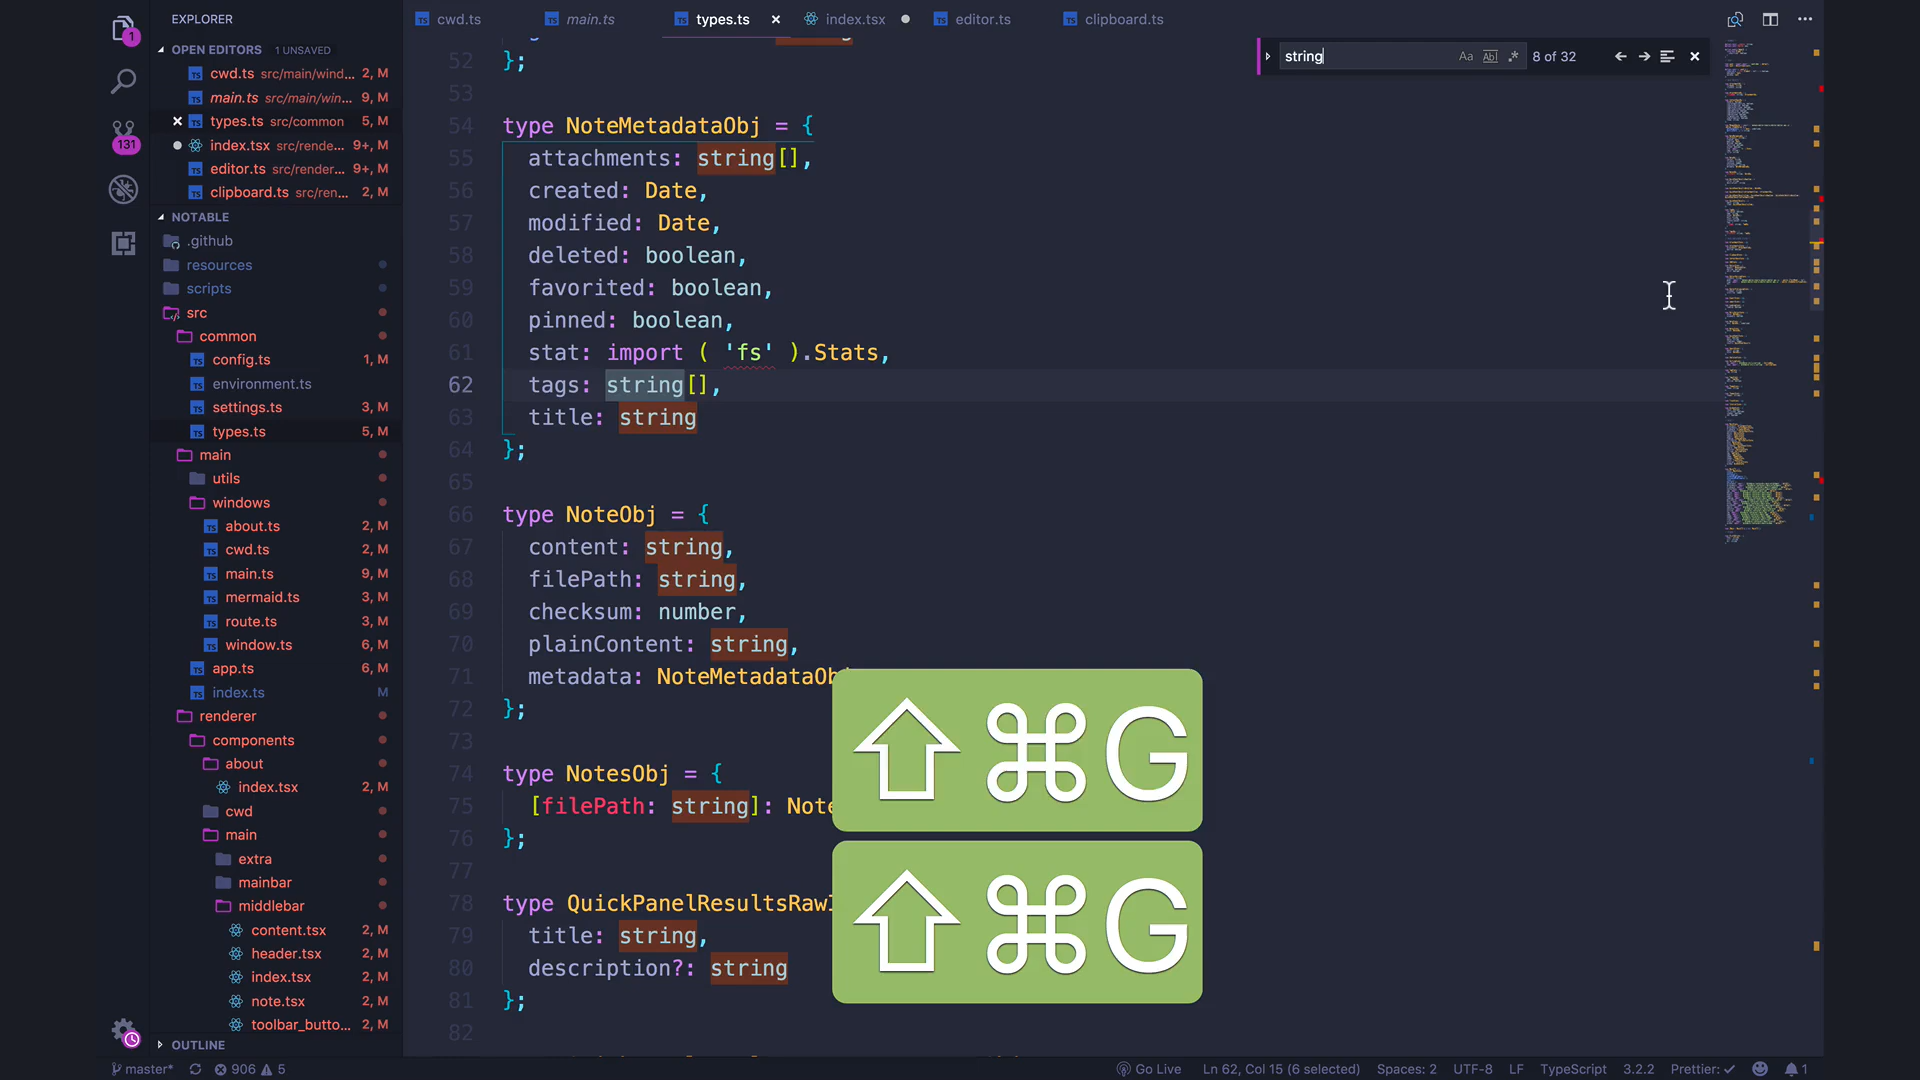 EXPLORER
OPEN EDITORS 1 UNSAVED
cwd.ts src/main/wind... 2, M
main.ts src/main/win... 9, M
types.ts src/common 5, M
index.tsx src/rende... 9+, M
editor.ts src/render... 9+, M
clipboard.ts src/ren... 2, M
NOTABLE
.github
resources
scripts
src
common
config.ts 1, M
environment.ts
settings.ts 3, M
types.ts 5, M
main
utils
windows
about.ts 2, M
cwd.ts 2, M
main.ts 9, M
mermaid.ts 3, M
route.ts 3, M
window.ts 6, M
app.ts 6, M
index.ts M
renderer
components
about
index.tsx 2, M
cwd
main
extra
mainbar
middlebar
content.tsx 2, M
header.tsx 2, M
index.tsx 2, M
note.tsx 2, M
toolbar_butto... 2, M
OUTLINE
1
131
cwd.ts main.ts types.ts index.tsx editor.ts clipboard.ts
string Aa Abl .* 8 of 32
52 };
53
54 type NoteMetadataObj = {
55 attachments: string[],
56 created: Date,
57 modified: Date,
58 deleted: boolean,
59 favorited: boolean,
60 pinned: boolean,
61 stat: import ( 'fs' ).Stats,
62 tags: string[],
63 title: string
64 };
65
66 type NoteObj = {
67 content: string,
68 filePath: string,
69 checksum: number,
70 plainContent: string,
71 metadata: NoteMetadataOb
72 };
73
74 type NotesObj = {
75 [filePath: string]: Note
76 };
77
78 type QuickPanelResultsRaw
79 title: string,
80 description?: string
81 };
82
⇧⌘G
⇧⌘G
master* 906 5 Go Live Ln 62, Col 15 (6 selected) Spaces: 2 UTF-8 LF TypeScript 3.2.2 Prettier: ✓ 1